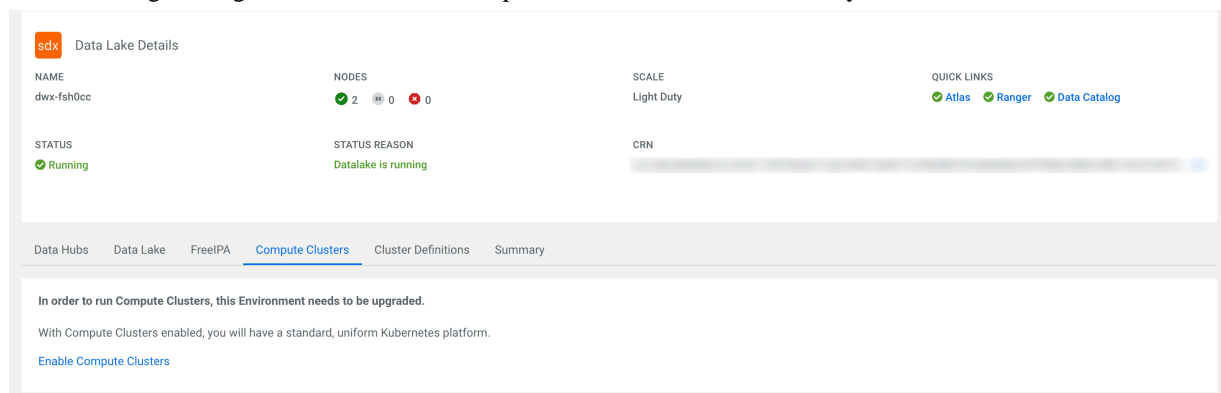 sdx Data Lake Details
NAME NODES SCALE QUICK LINKS
dwx-fsh0cc 2 0 0 Light Duty Atlas Ranger Data Catalog
STATUS STATUS REASON CRN
Running Datalake is running
Data Hubs Data Lake FreeIPA Compute Clusters Cluster Definitions Summary
In order to run Compute Clusters, this Environment needs to be upgraded.
With Compute Clusters enabled, you will have a standard, uniform Kubernetes platform.
Enable Compute Clusters